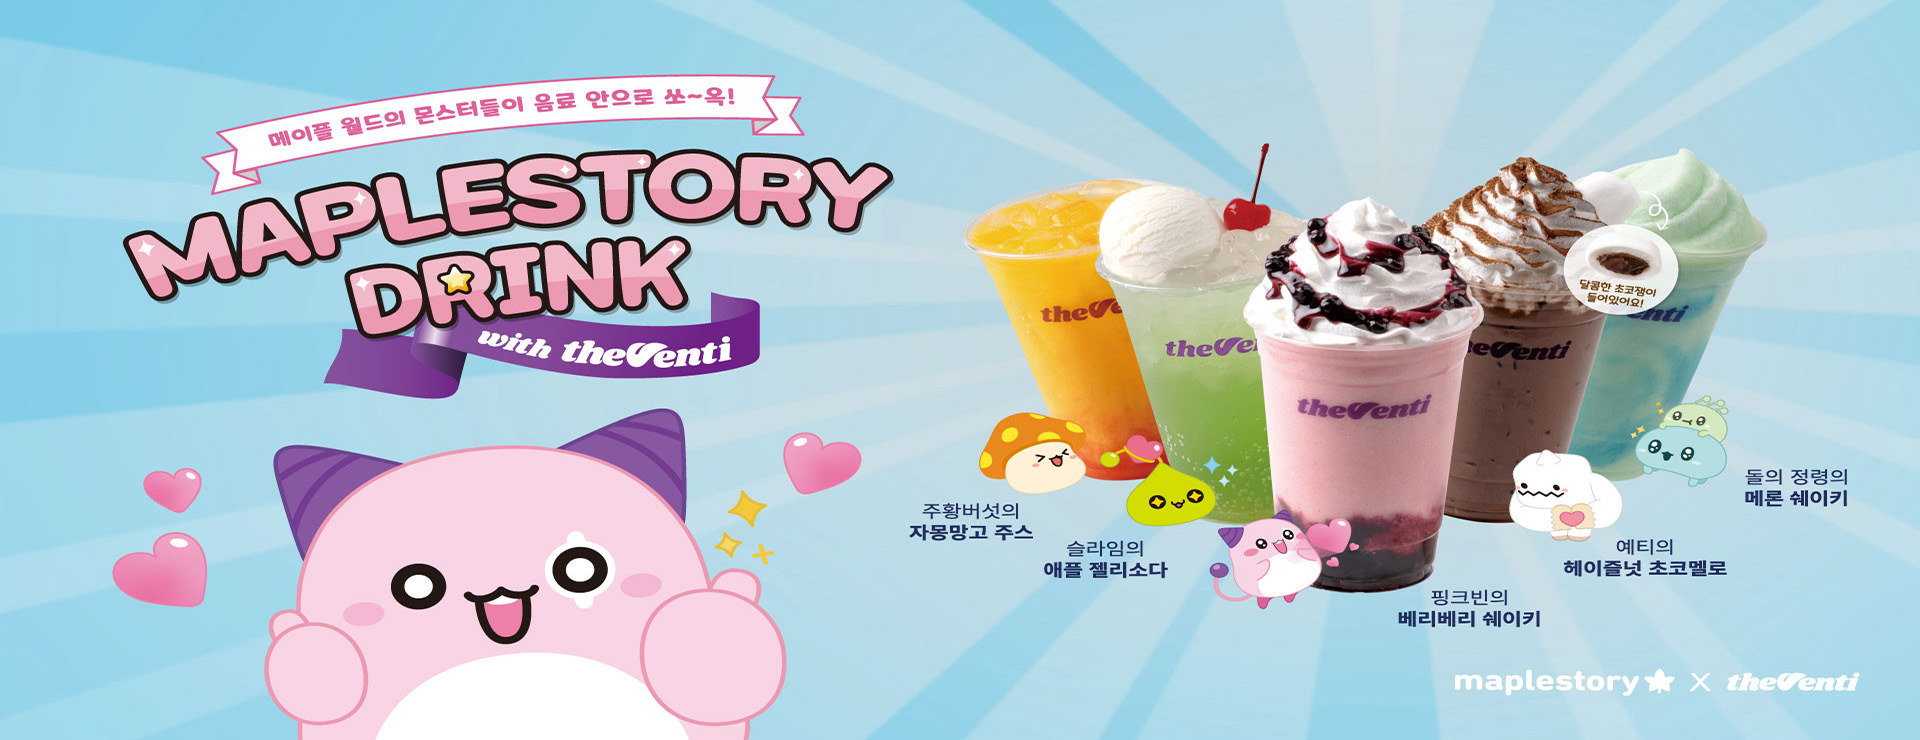 메이플 월드의 몬스터들이 음료 안으로 쏘~옥!
MAPLESTORY
DRINK
with theVenti
theVe
theVen
theVenti
heVenti
enti
달콤한 초코잼이
들어있어요!
주황버섯의
자몽망고 주스
슬라임의
애플 젤리소다
핑크빈의
베리베리 쉐이키
예티의
헤이즐넛 초코멜로
돌의 정령의
메론 쉐이키
maplestory X theVenti